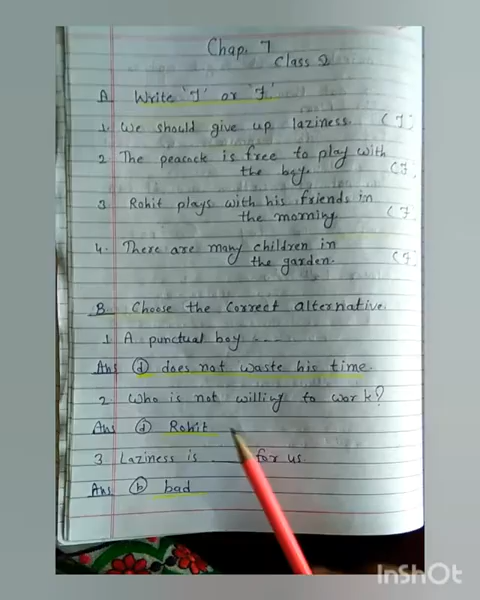 Chap. 7
Class 2
A. Write 'T' or 'F'.
1. We should give up laziness. (T)
2. The peacock is free to play with
the boy. (F)
3. Rohit plays with his friends in
the morning. (F)
4. There are many children in
the garden. (F)
B. Choose the correct alternative.
1. A punctual boy ----
Ans (d) does not waste his time.
2. Who is not willing to work?
Ans (d) Rohit
3. Laziness is ____ for us.
Ans (b) bad
InShOt